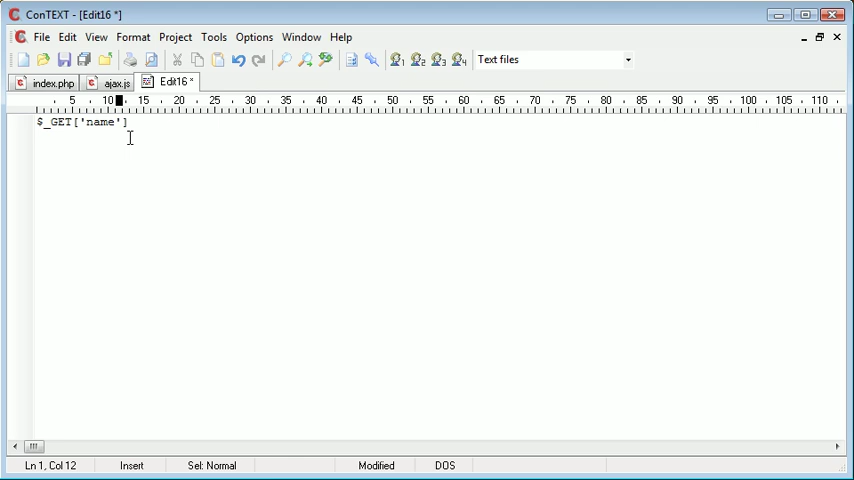 ConTEXT - [Edit16 *]
File Edit View Format Project Tools Options Window Help
Text files
index.php ajax.js Edit16 *
5 10 15 20 25 30 35 40 45 50 55 60 65 70 75 80 85 90 95 100 105 110
$_GET['name']
Ln 1, Col 12 Insert Sel: Normal Modified DOS